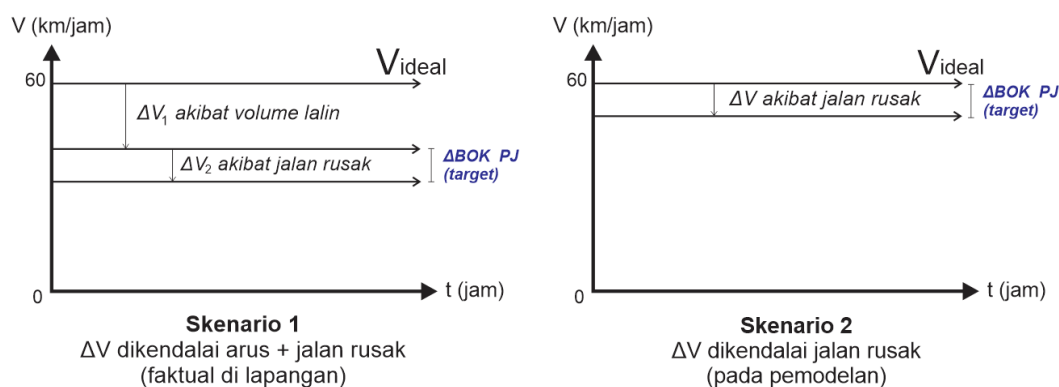 V (km/jam)
60
Videal
ΔV1 akibat volume lalin
ΔV2 akibat jalan rusak
ΔBOK PJ
(target)
0
t (jam)
Skenario 1
ΔV dikendalai arus + jalan rusak
(faktual di lapangan)
V (km/jam)
60
Videal
ΔV akibat jalan rusak
ΔBOK PJ
(target)
0
t (jam)
Skenario 2
ΔV dikendalai jalan rusak
(pada pemodelan)